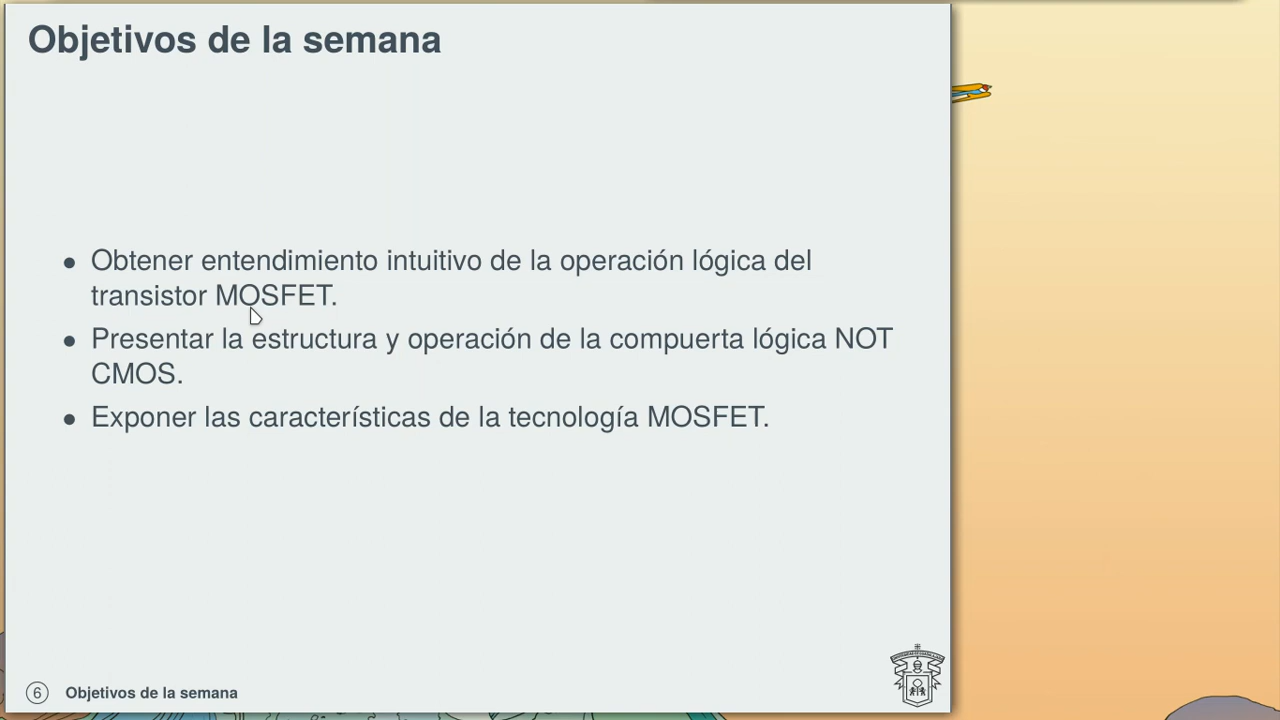 Objetivos de la semana
• Obtener entendimiento intuitivo de la operación lógica del
transistor MOSFET.
• Presentar la estructura y operación de la compuerta lógica NOT
CMOS.
• Exponer las características de la tecnología MOSFET.
6 Objetivos de la semana